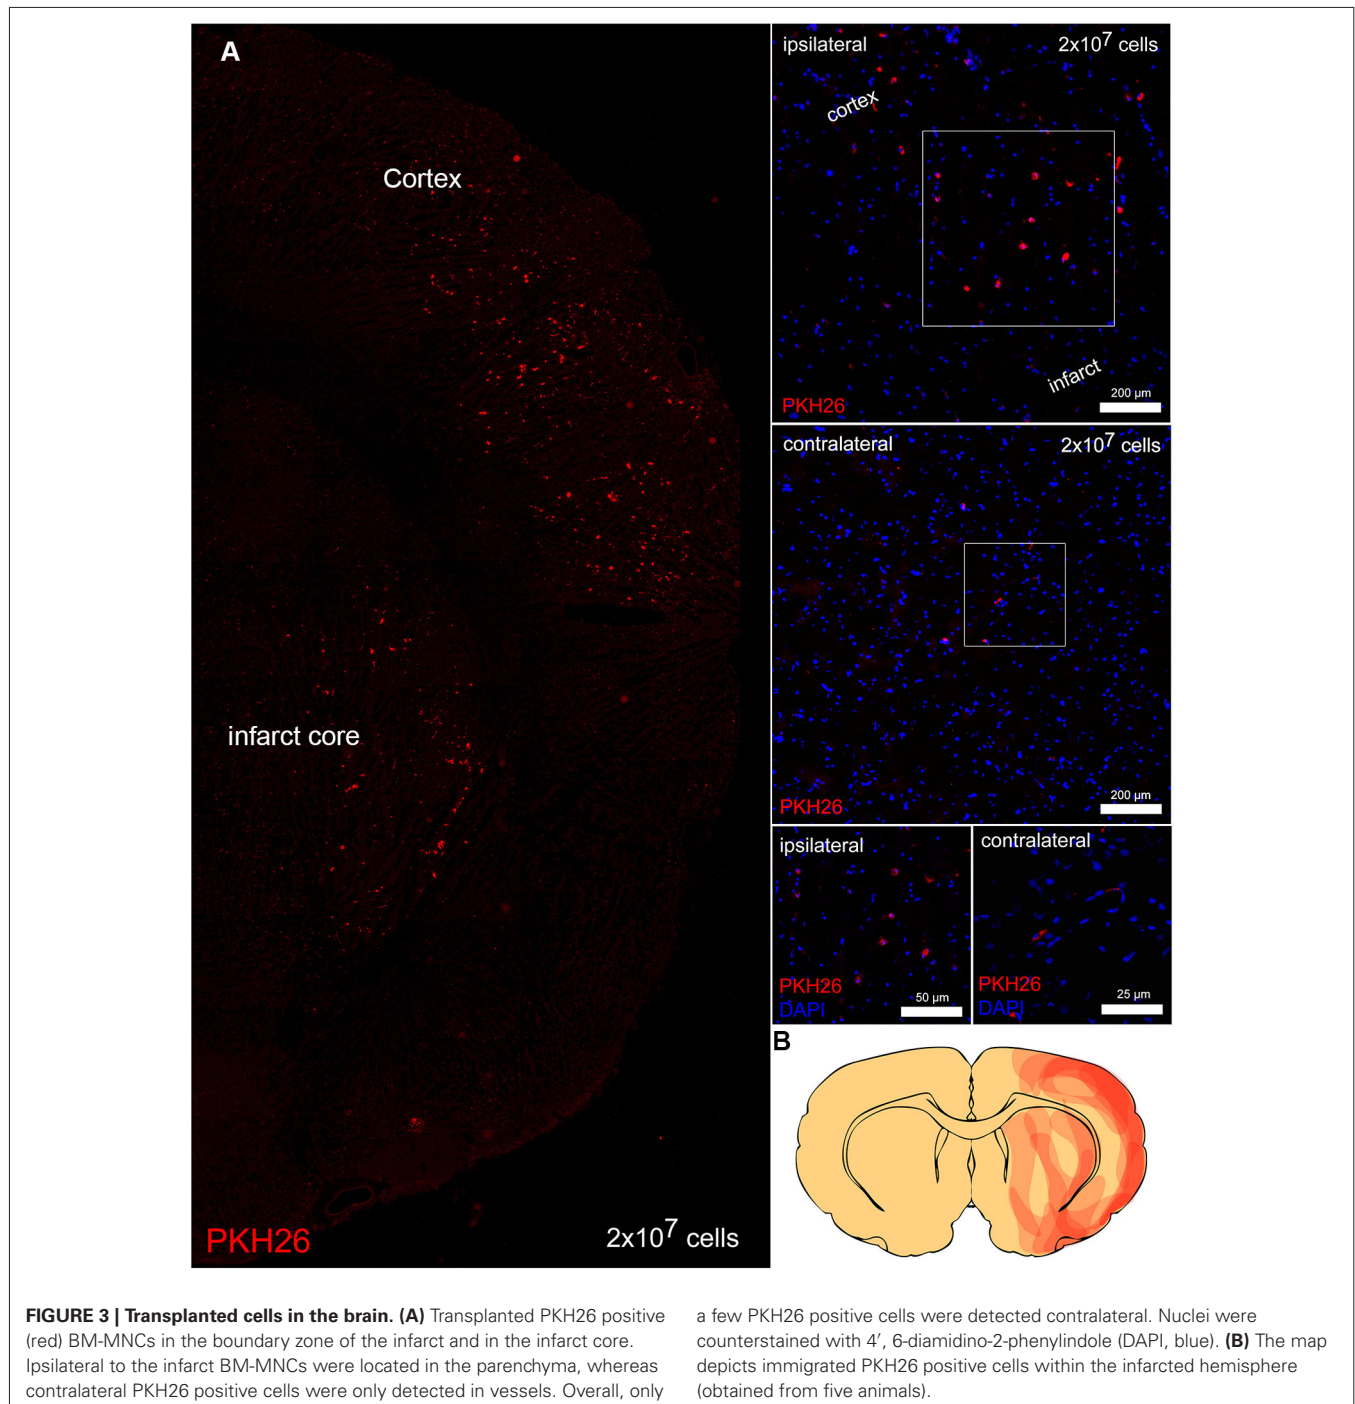 A
Cortex
infarct core
PKH26
2x10⁷ cells
ipsilateral
2x10⁷ cells
cortex
infarct
PKH26
200 µm
contralateral
2x10⁷ cells
PKH26
200 µm
ipsilateral
PKH26
DAPI
50 µm
contralateral
PKH26
DAPI
25 µm
B
FIGURE 3 | Transplanted cells in the brain. (A) Transplanted PKH26 positive
(red) BM-MNCs in the boundary zone of the infarct and in the infarct core.
Ipsilateral to the infarct BM-MNCs were located in the parenchyma, whereas
contralateral PKH26 positive cells were only detected in vessels. Overall, only
a few PKH26 positive cells were detected contralateral. Nuclei were
counterstained with 4′, 6-diamidino-2-phenylindole (DAPI, blue). (B) The map
depicts immigrated PKH26 positive cells within the infarcted hemisphere
(obtained from five animals).